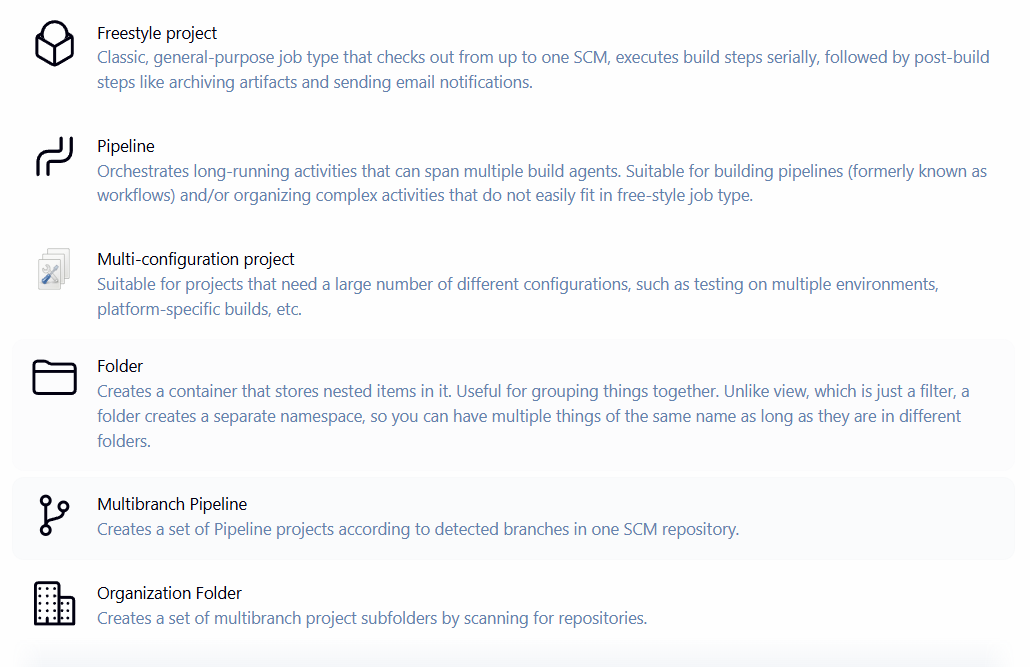 Freestyle project
Classic, general-purpose job type that checks out from up to one SCM, executes build steps serially, followed by post-build
steps like archiving artifacts and sending email notifications.
Pipeline
Orchestrates long-running activities that can span multiple build agents. Suitable for building pipelines (formerly known as
workflows) and/or organizing complex activities that do not easily fit in free-style job type.
Multi-configuration project
Suitable for projects that need a large number of different configurations, such as testing on multiple environments,
platform-specific builds, etc.
Folder
Creates a container that stores nested items in it. Useful for grouping things together. Unlike view, which is just a filter, a
folder creates a separate namespace, so you can have multiple things of the same name as long as they are in different
folders.
Multibranch Pipeline
Creates a set of Pipeline projects according to detected branches in one SCM repository.
Organization Folder
Creates a set of multibranch project subfolders by scanning for repositories.